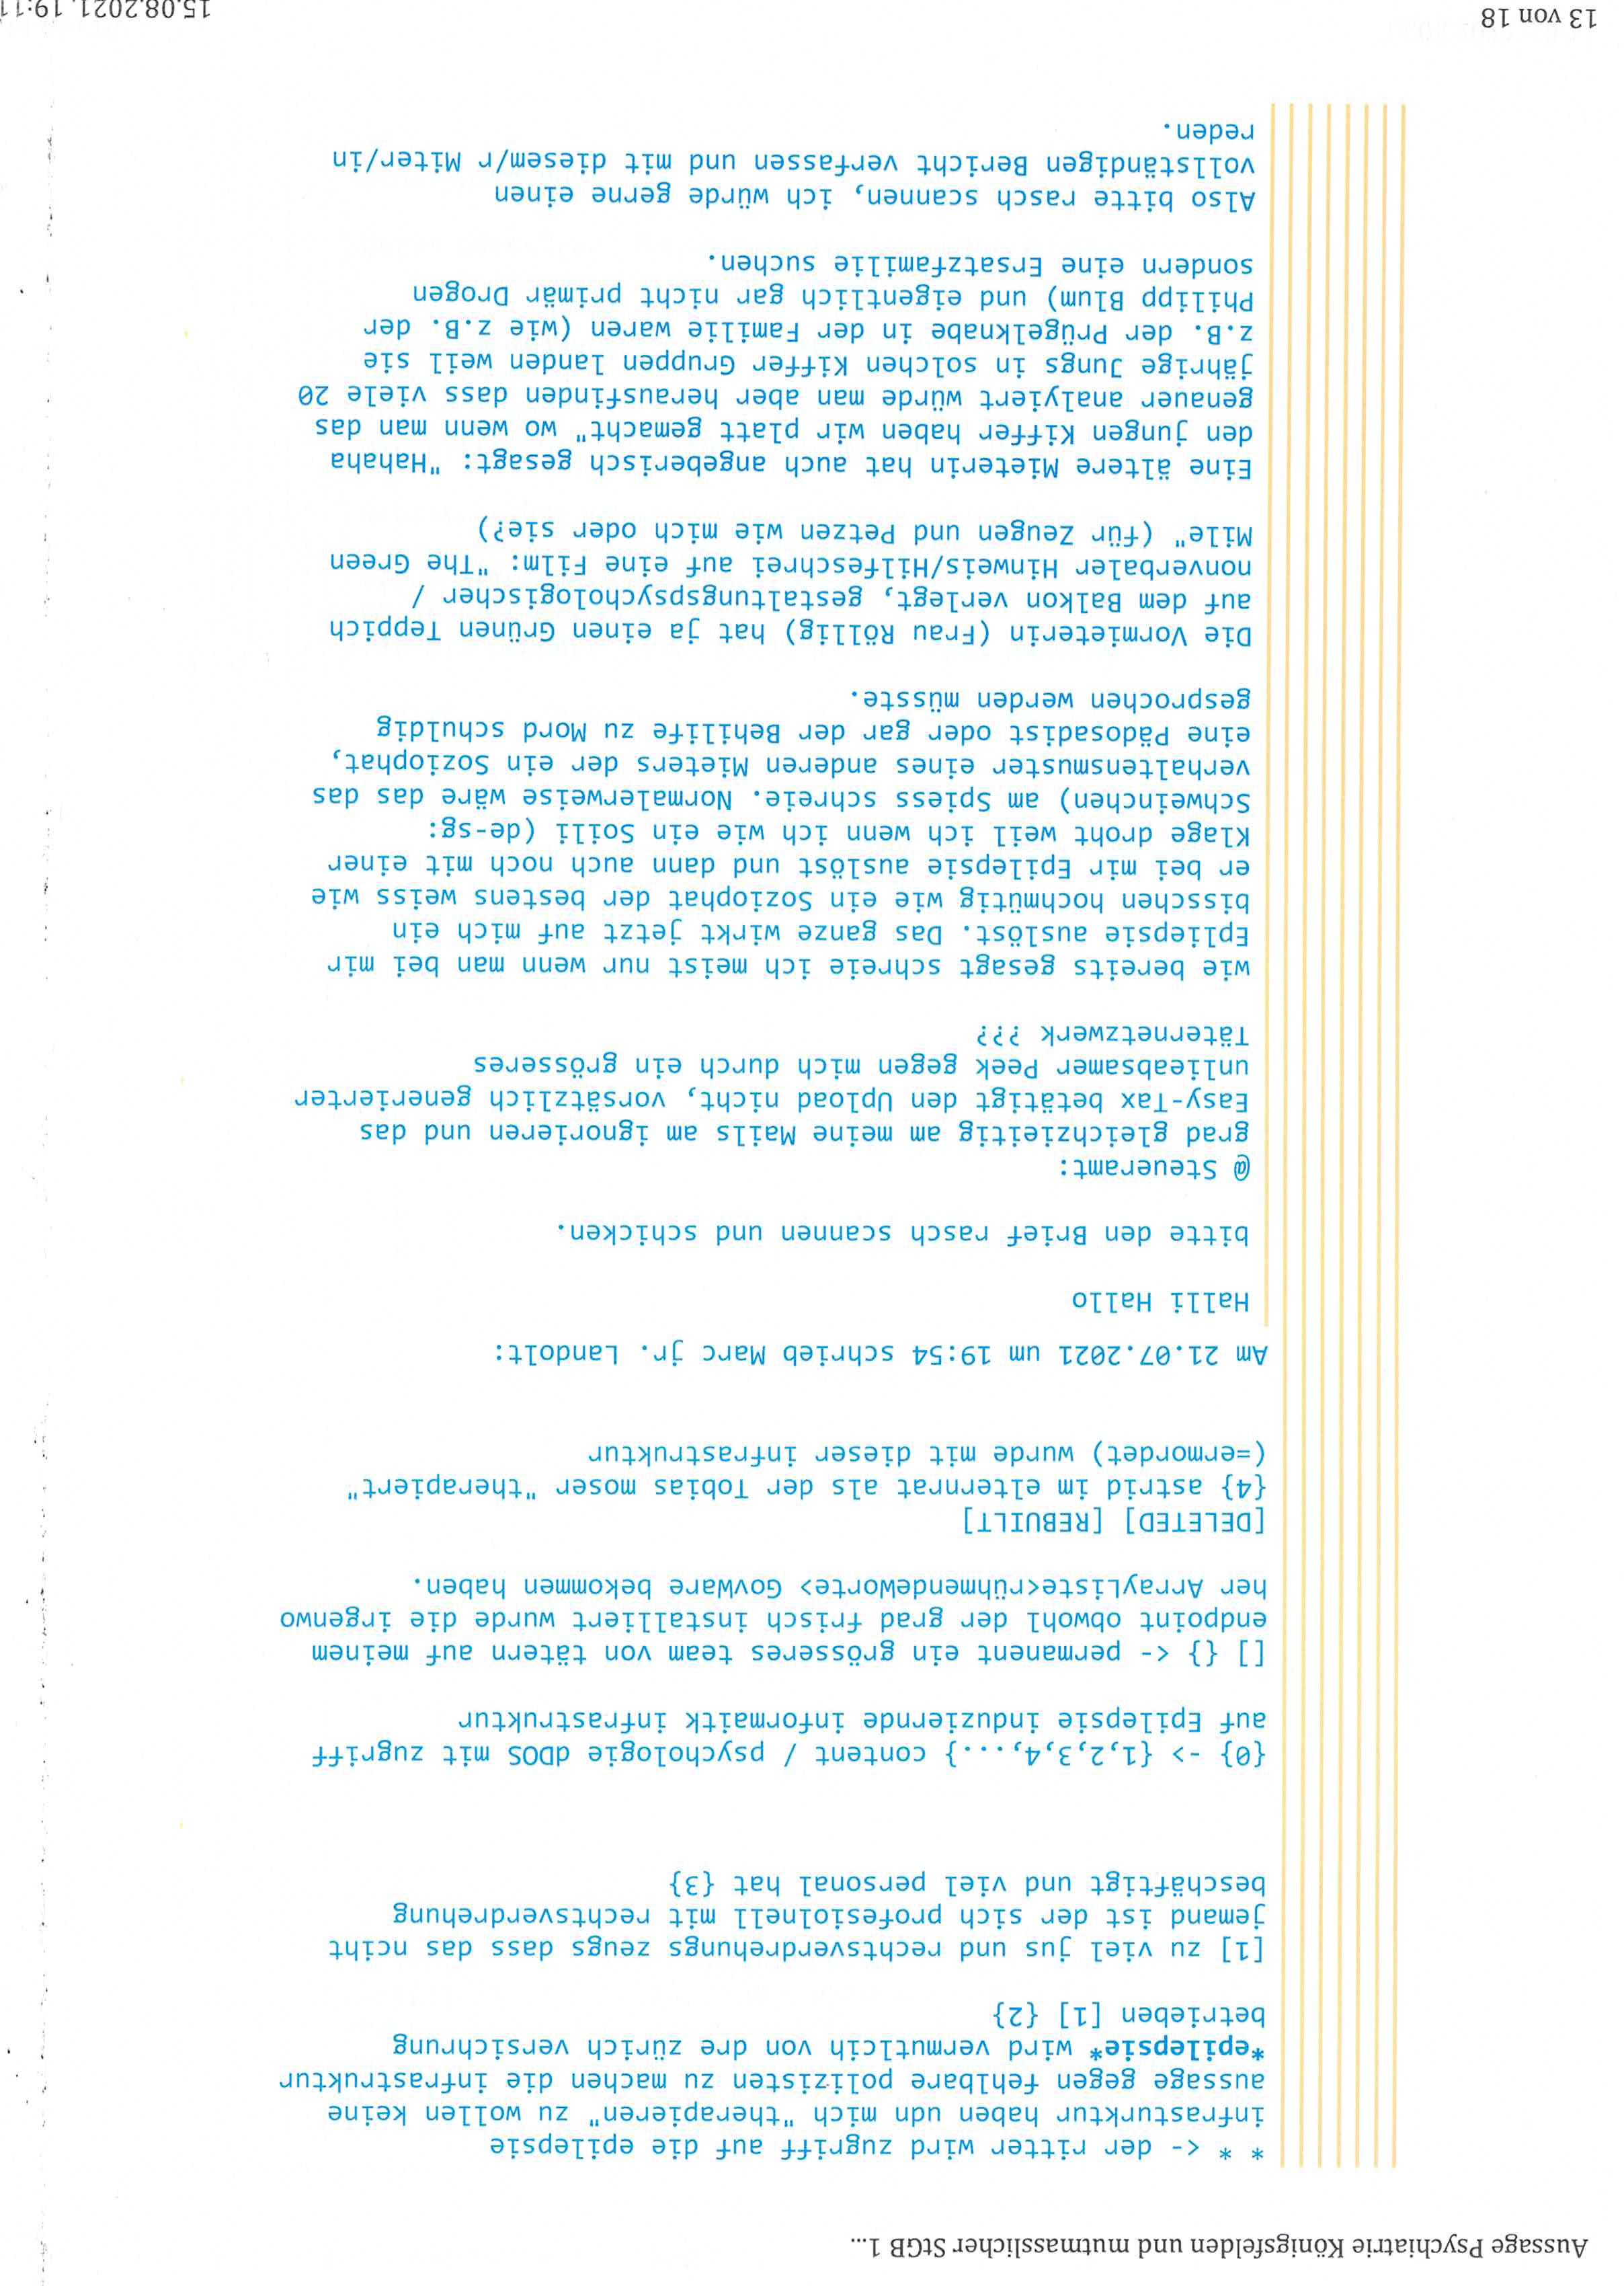 Aussage Psychiatrie Königsfelden und mutmasslicher StGB 1...
* * <- der ritter wird zugriff auf die epilepsie
infrasturktur haben udn mich "therapieren" zu wollen keine
aussage gegen fehlbare polizisten zu machen die infrastruktur
*epilepsie* wird vermutlcih von dre zürich versichrung
betrieben [1] {2}
[1] zu viel jus und rechtsverdrehungs zeugs dass das nciht
jemand ist der sich profesioinell mit rechtsverdrehung
beschäftigt und viel personal hat {3}
{0} -> {1,2,3,4,...} content / psychologie dDOS mit zugriff
auf Epilepsie induziernde informaitk infrastruktur
[] {} <- permanent ein grösseres team von tätern auf meinem
endpoint obwohl der grad frisch installiert wurde die irgenwo
her ArrayListe<rühmendeWorte> GovWare bekommen haben.
[DELETED] [REBUILT]
{4} astrid im elternrat als der Tobias moser "therapiert"
(=ermordet) wurde mit dieser infrastruktur
Am 21.07.2021 um 19:54 schrieb Marc jr. Landolt:
Halli Hallo
bitte den Brief rasch scannen und schicken.
@ Steueramt:
grad gleichzieitig am meine Mails am ignorieren und das
Easy-Tax betätigt den Upload nicht, vorsätzlich generierter
unlieabsamer Peek gegen mich durch ein grösseres
Täternetzwerk ???
wie bereits gesagt schreie ich meist nur wenn man bei mir
Epliepsie auslöst. Das ganze wirkt jetzt auf mich ein
bisschen hochmütig wie ein Soziophat der bestens weiss wie
er bei mir Epilepsie auslöst und dann auch noch mit einer
Klage droht weil ich wenn ich wie ein Soili (de-sg:
Schweinchen) am Spiess schreie. Normalerweise wäre das das
verhaltensmuster eines anderen Mieters der ein Soziophat,
eine Pädosadist oder gar der Behilife zu Mord schuldig
gesprochen werden müsste.
Die Vormieterin (Frau Röllig) hat ja einen Grünen Teppich
auf dem Balkon verlegt, gestaltungspsychologischer /
nonverbaler Hinweis/Hilfeschrei auf eine Film: "The Green
Mile" (für Zeugen und Petzen wie mich oder sie?)
Eine ältere Mieterin hat auch angeberisch gesagt: "Hahaha
den jungen Kiffer haben wir platt gemacht" wo wenn man das
genauer analyiert würde man aber herausfinden dass viele 20
jährige Jungs in solchen Kiffer Gruppen landen weil sie
z.B. der Prügelknabe in der Familie waren (wie z.B. der
Philipp Blum) und eigentlich gar nicht primär Drogen
sondern eine Ersatzfamilie suchen.
Also bitte rasch scannen, ich würde gerne einen
vollständigen Bericht verfassen und mit diesem/r Miter/in
reden.
13 von 18
15.08.2021, 19:11